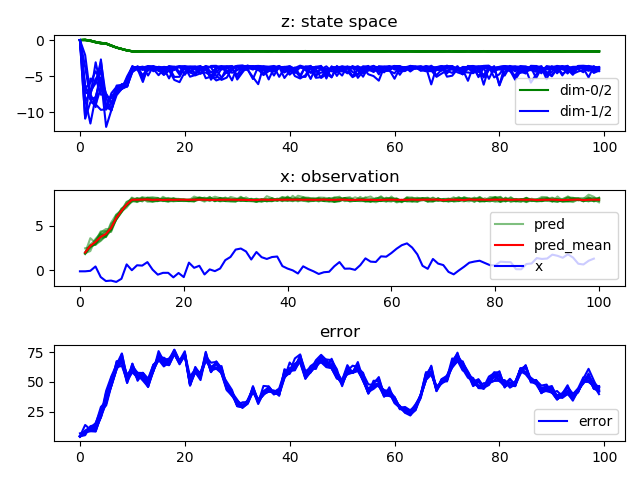 z: state space
0
−5
−10
dim-0/2
dim-1/2
0 20 40 60 80 100
x: observation
5
0
pred
pred_mean
x
0 20 40 60 80 100
error
75
50
25
error
0 20 40 60 80 100